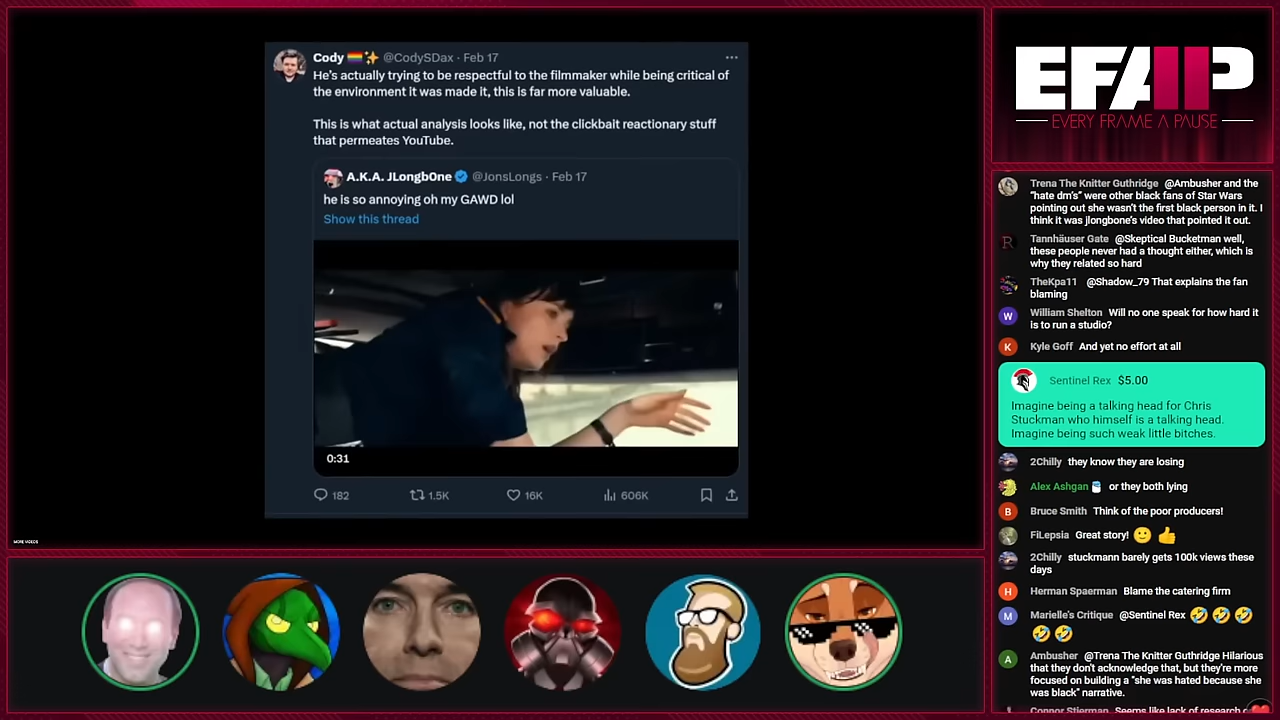 Cody 🏳️‍🌈✨ @CodySDax · Feb 17
He's actually trying to be respectful to the filmmaker while being critical of
the environment it was made it, this is far more valuable.
This is what actual analysis looks like, not the clickbait reactionary stuff
that permeates YouTube.
A.K.A. JLongbOne @JonsLongs · Feb 17
he is so annoying oh my GAWD lol
Show this thread
0:31
182
1.5K
16K
606K
MORE VIDEOS
EFAP
EVERY FRAME A PAUSE
Trena The Knitter Guthridge @Ambusher and the
"hate dm's" were other black fans of Star Wars
pointing out she wasn't the first black person in it. I
think it was jlongbone's video that pointed it out.
R
Tannhäuser Gate @Skeptical Bucketman well,
these people never had a thought either, which is
why they related so hard
TheKpa11 @Shadow_79 That explains the fan
blaming
W
William Shelton Will no one speak for how hard it
is to run a studio?
K
Kyle Goff And yet no effort at all
Sentinel Rex $5.00
Imagine being a talking head for Chris
Stuckman who himself is a talking head.
Imagine being such weak little bitches.
2Chilly they know they are losing
Alex Ashgan or they both lying
B
Bruce Smith Think of the poor producers!
FiLepsia Great story! 🙂 👍
2Chilly stuckmann barely gets 100k views these
days
H
Herman Spaerman Blame the catering firm
M
Marielle's Critique @Sentinel Rex 🤣 🤣 🤣
🤣 🤣
A
Ambusher @Trena The Knitter Guthridge Hilarious
that they don't acknowledge that, but they're more
focused on building a "she was hated because she
was black" narrative.
Connor Stierman Seems like lack of research